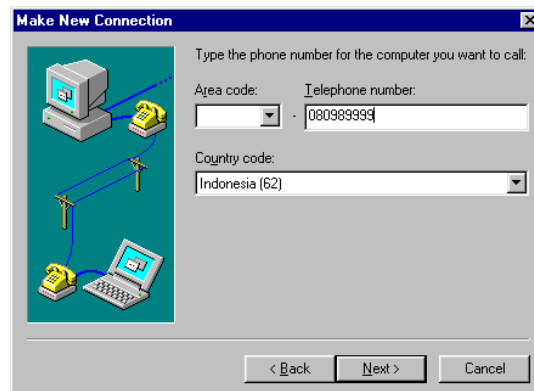 Make New Connection
Type the phone number for the computer you want to call:
Area code: Telephone number:
- 080989999
Country code:
Indonesia (62)
< Back Next > Cancel